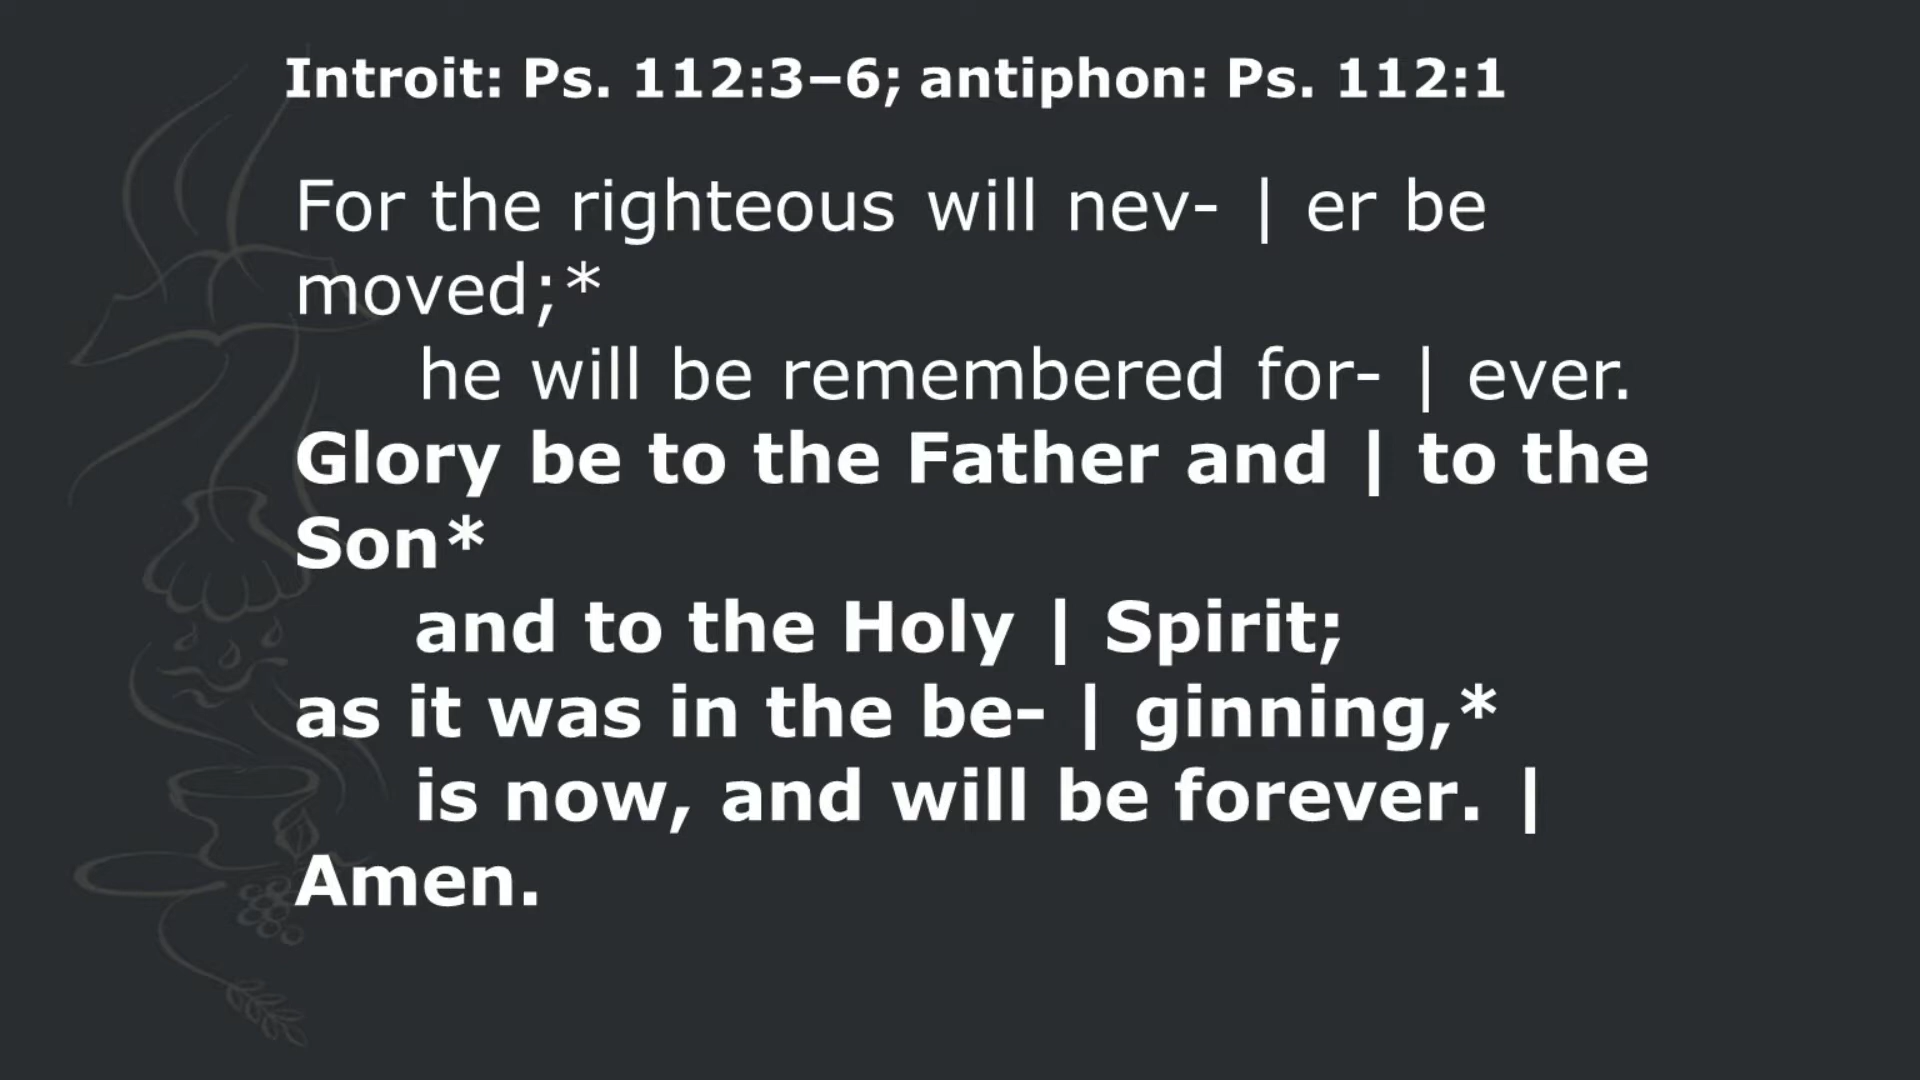 Introit: Ps. 112:3–6; antiphon: Ps. 112:1
For the righteous will nev- | er be
moved;*
he will be remembered for- | ever.
Glory be to the Father and | to the
Son*
and to the Holy | Spirit;
as it was in the be- | ginning,*
is now, and will be forever. |
Amen.